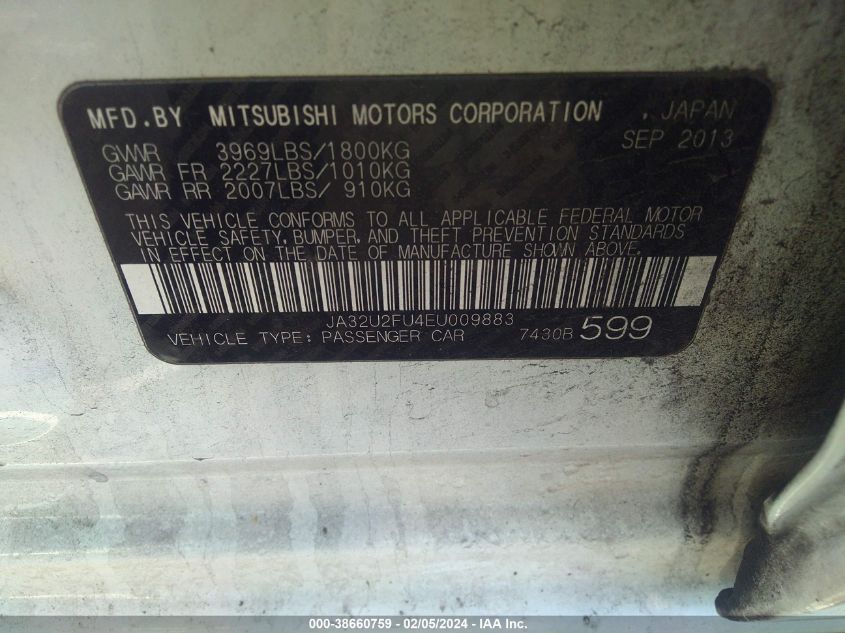 MFD.BY MITSUBISHI MOTORS CORPORATION , JAPAN
SEP 2013
GVWR 3969LBS/1800KG
GAWR FR 2227LBS/1010KG
GAWR RR 2007LBS/ 910KG
THIS VEHICLE CONFORMS TO ALL APPLICABLE FEDERAL MOTOR
VEHICLE SAFETY, BUMPER, AND THEFT PREVENTION STANDARDS
IN EFFECT ON THE DATE OF MANUFACTURE SHOWN ABOVE.
JA32U2FU4EU009883
VEHICLE TYPE: PASSENGER CAR 7430B 599
000-38660759 - 02/05/2024 - IAA Inc.